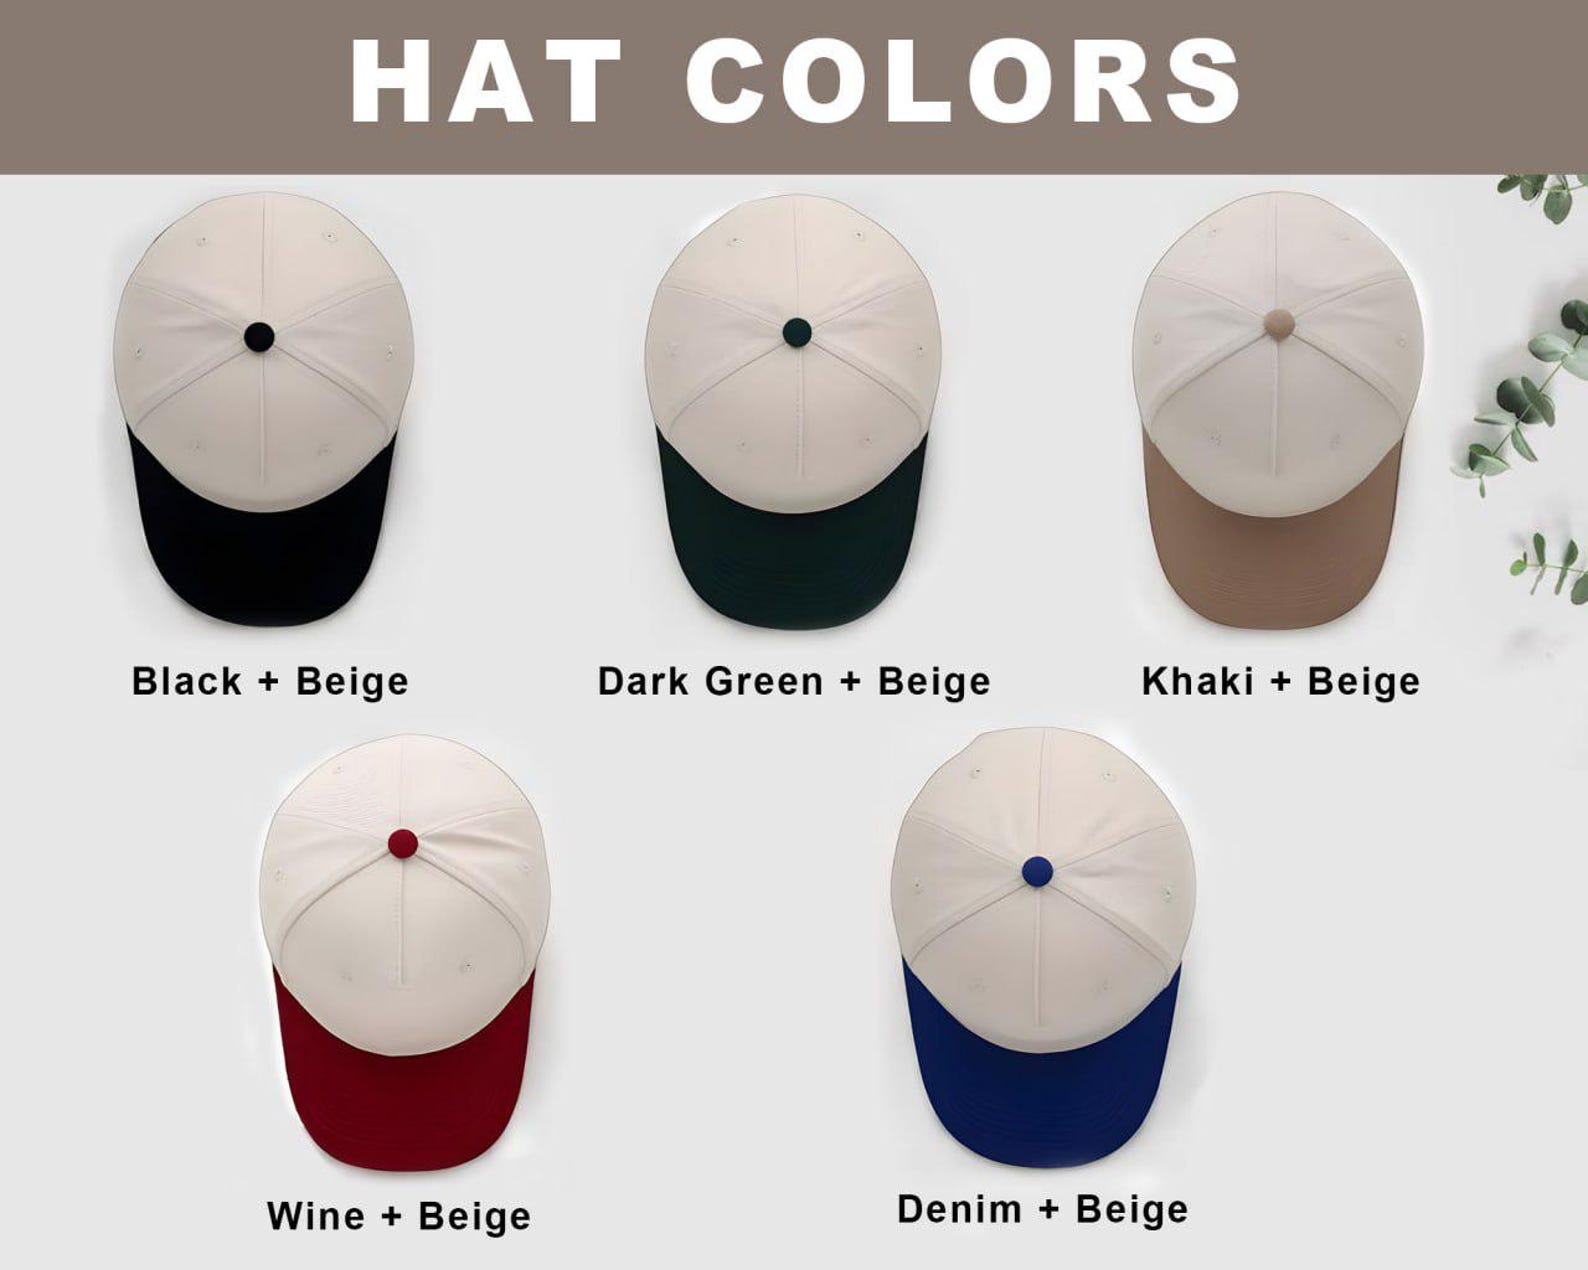 HAT COLORS
Black + Beige
Dark Green + Beige
Khaki + Beige
Wine + Beige
Denim + Beige